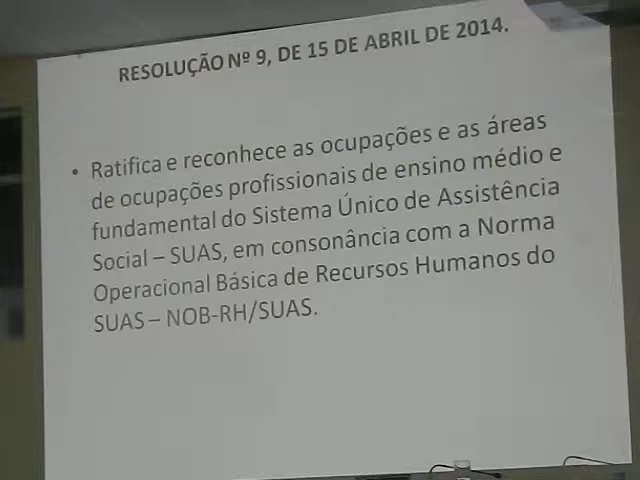 RESOLUÇÃO Nº 9, DE 15 DE ABRIL DE 2014.
• Ratifica e reconhece as ocupações e as áreas
de ocupações profissionais de ensino médio e
fundamental do Sistema Único de Assistência
Social – SUAS, em consonância com a Norma
Operacional Básica de Recursos Humanos do
SUAS – NOB-RH/SUAS.